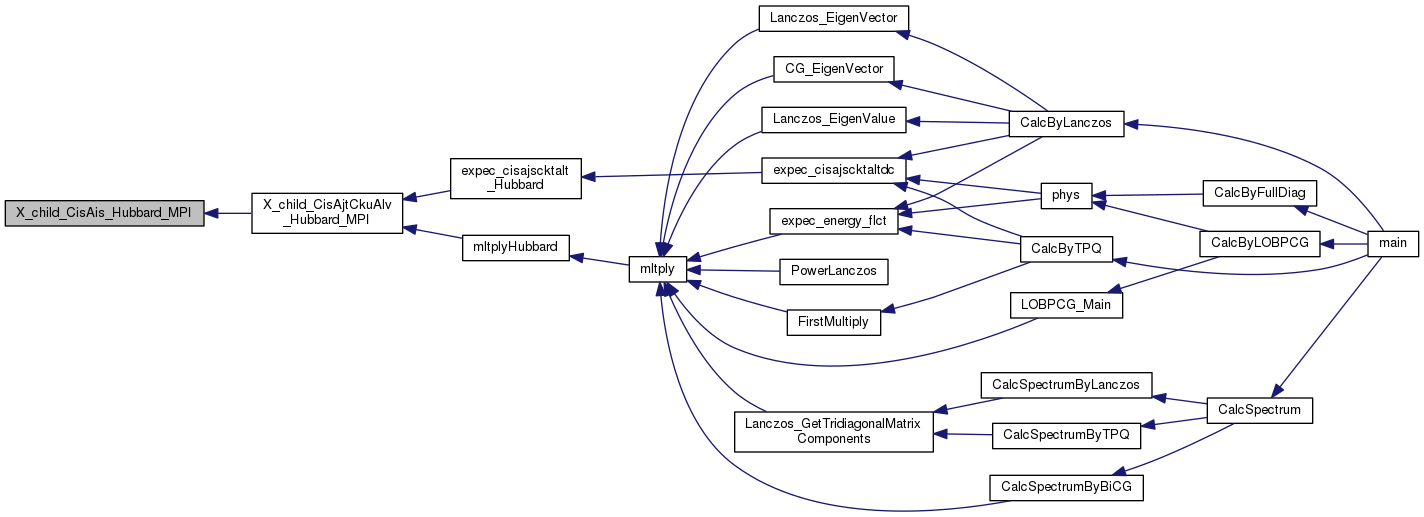 X_child_CisAis_Hubbard_MPI
X_child_CisAjtCkuAlv
_Hubbard_MPI
expec_cisajscktalt
_Hubbard
mltplyHubbard
mltply
Lanczos_EigenVector
CG_EigenVector
Lanczos_EigenValue
expec_cisajscktaltdc
expec_energy_flct
PowerLanczos
FirstMultiply
Lanczos_GetTridiagonalMatrix
Components
CalcByLanczos
phys
CalcByTPQ
LOBPCG_Main
CalcSpectrumByLanczos
CalcSpectrumByTPQ
CalcSpectrumByBiCG
CalcByFullDiag
CalcByLOBPCG
CalcSpectrum
main